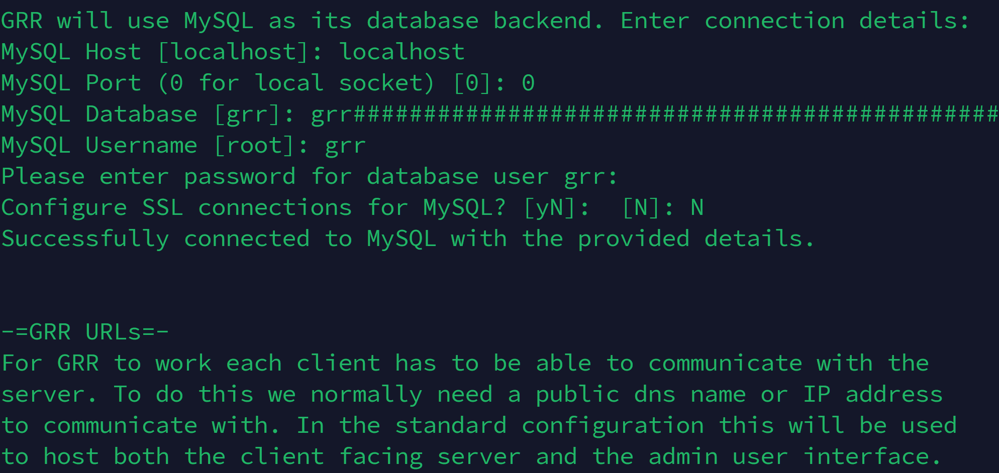 GRR will use MySQL as its database backend. Enter connection details:
MySQL Host [localhost]: localhost
MySQL Port (0 for local socket) [0]: 0
MySQL Database [grr]: grr##############################################
MySQL Username [root]: grr
Please enter password for database user grr:
Configure SSL connections for MySQL? [yN]:  [N]: N
Successfully connected to MySQL with the provided details.
-=GRR URLs=-
For GRR to work each client has to be able to communicate with the
server. To do this we normally need a public dns name or IP address
to communicate with. In the standard configuration this will be used
to host both the client facing server and the admin user interface.